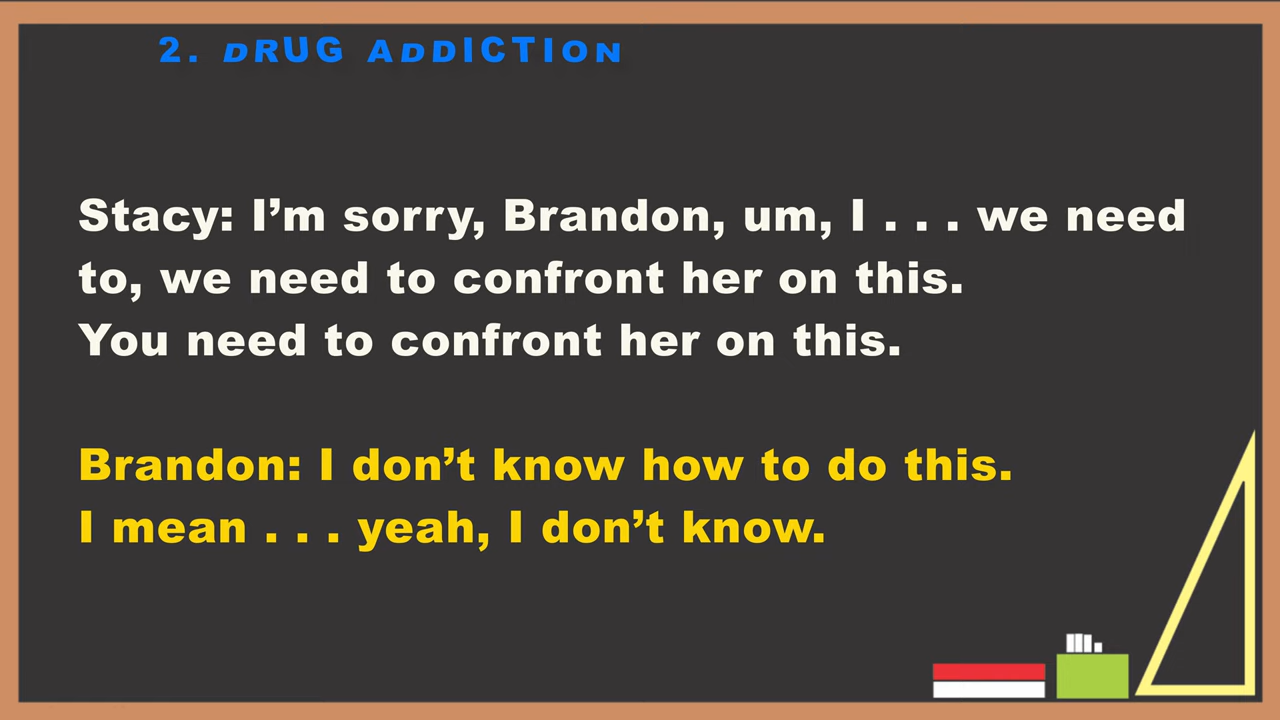 2. DRUG ADDICTION
Stacy: I’m sorry, Brandon, um, I . . . we need
to, we need to confront her on this.
You need to confront her on this.
Brandon: I don’t know how to do this.
I mean . . . yeah, I don’t know.